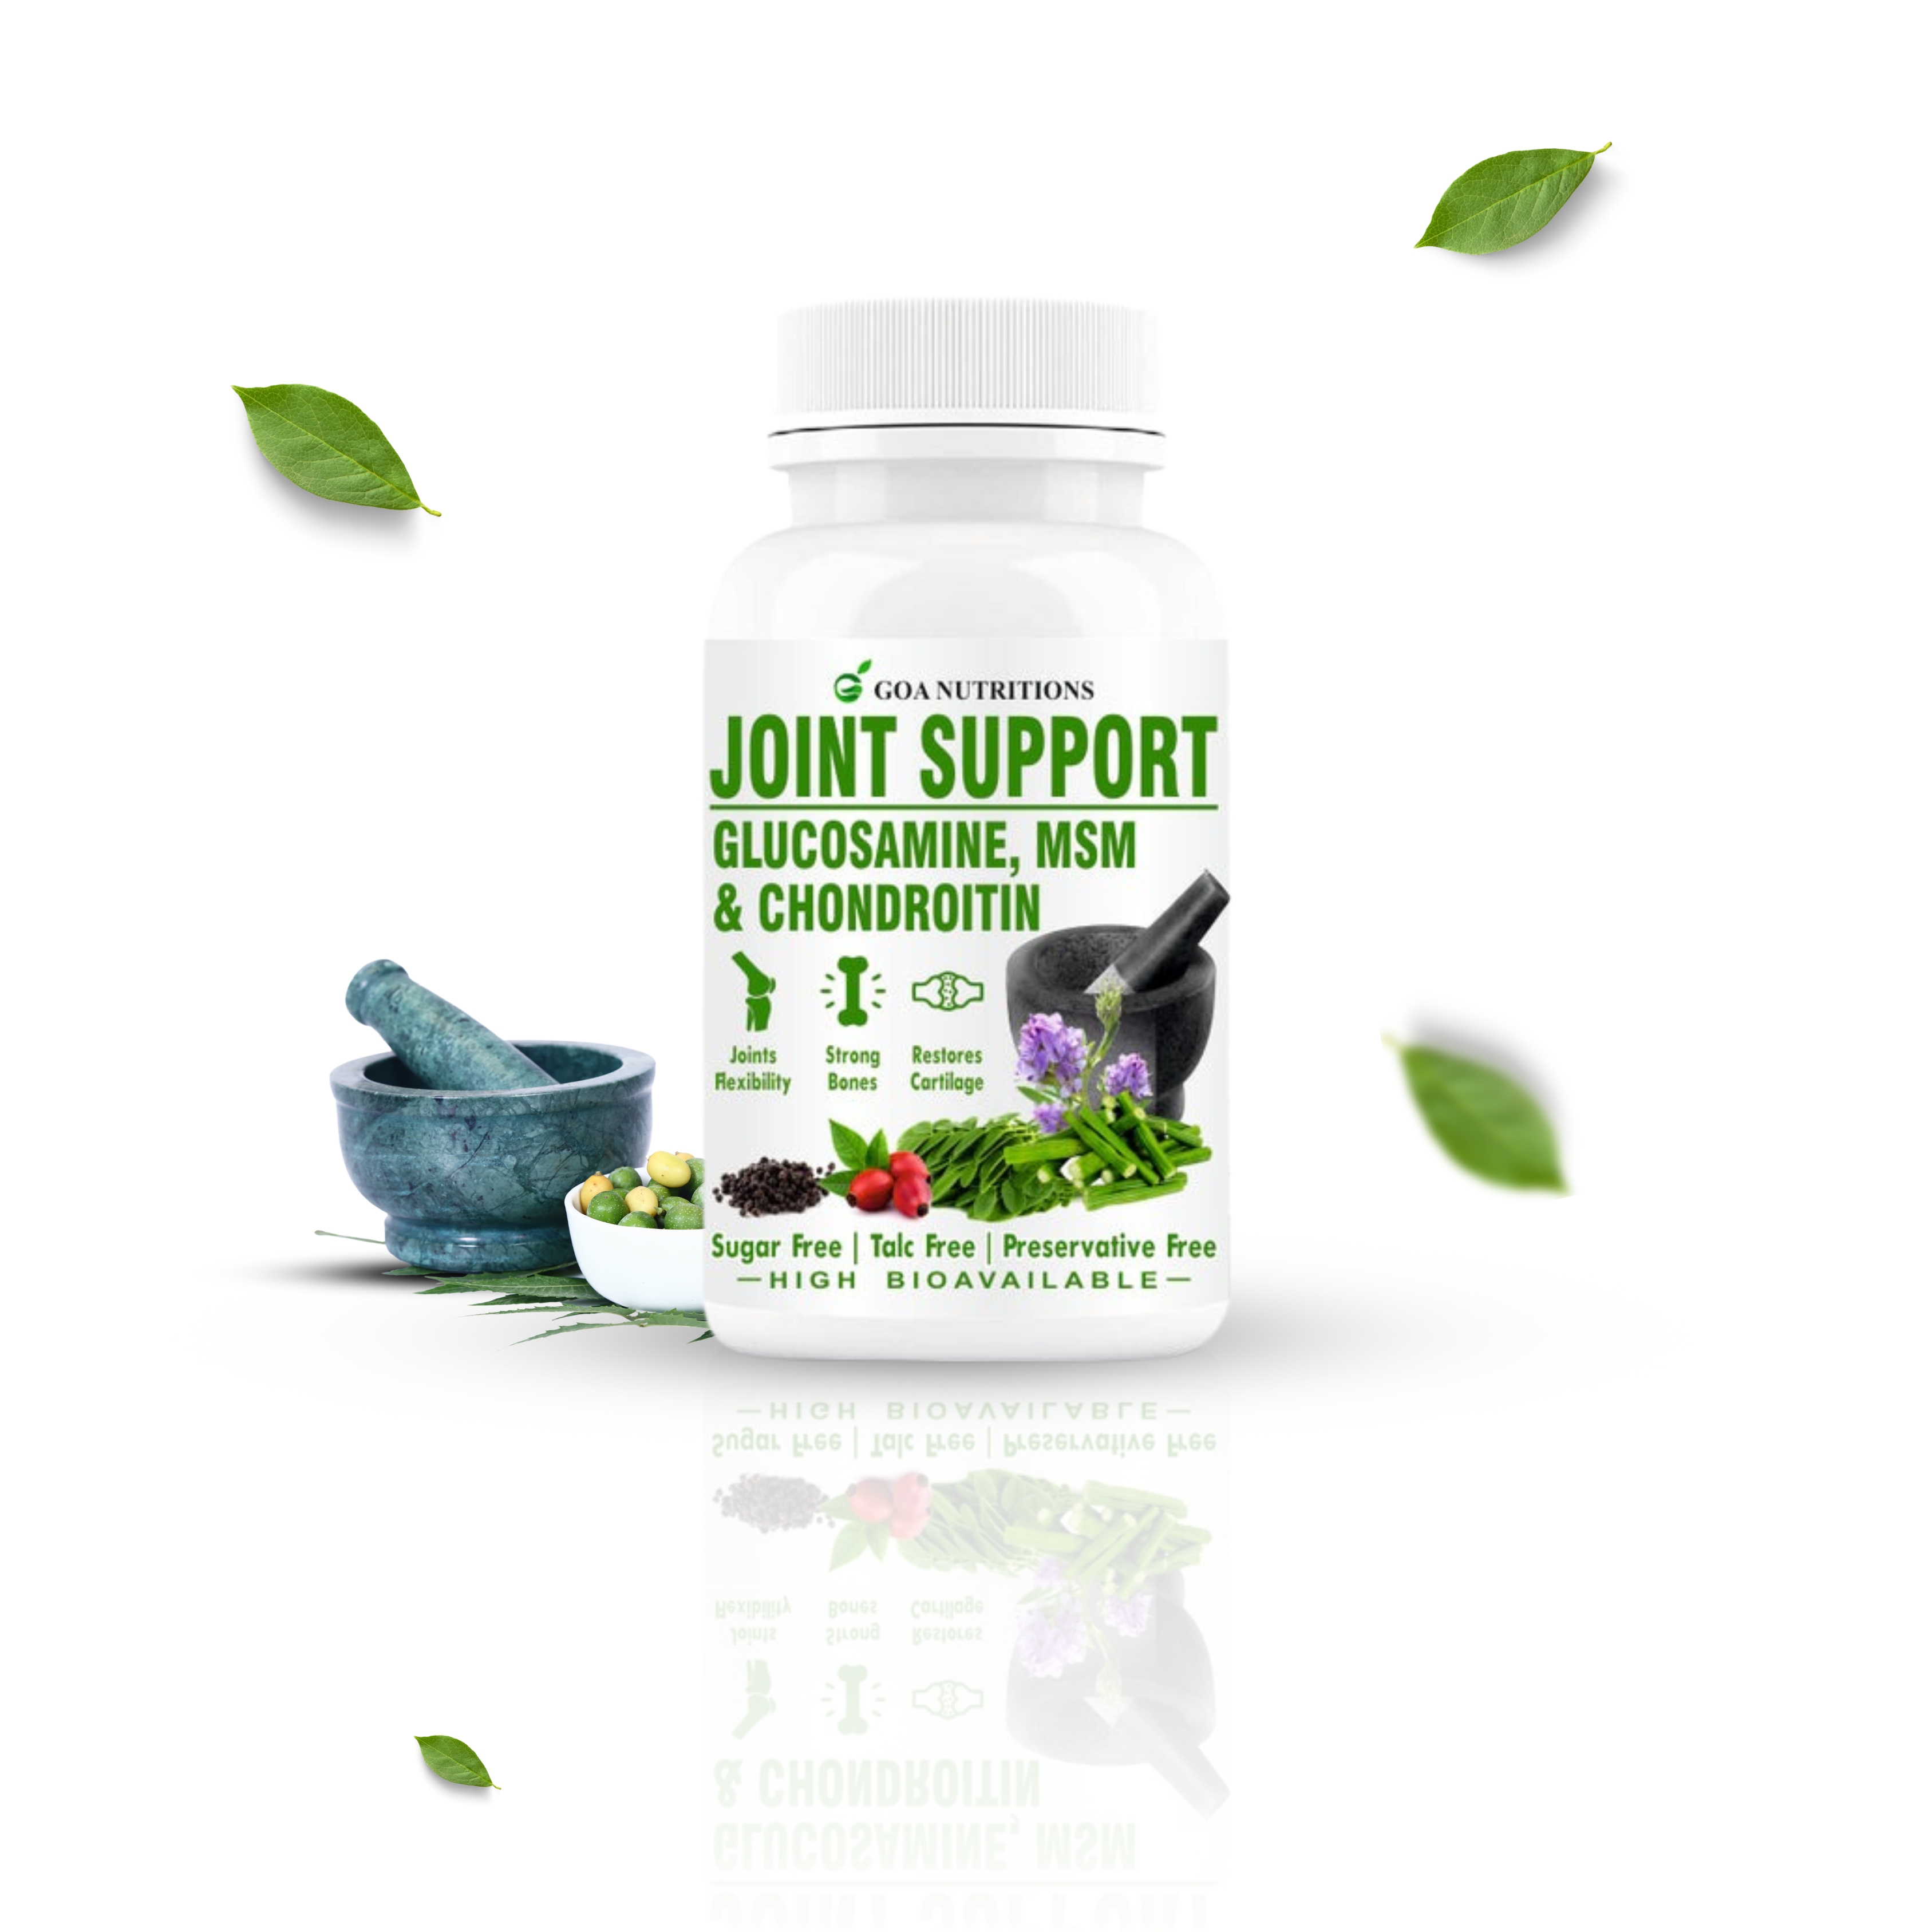 GOA NUTRITIONS
JOINT SUPPORT
GLUCOSAMINE, MSM
& CHONDROITIN
Joints Flexibility
Strong Bones
Restores Cartilage
Sugar Free | Talc Free | Preservative Free
HIGH BIOAVAILABLE